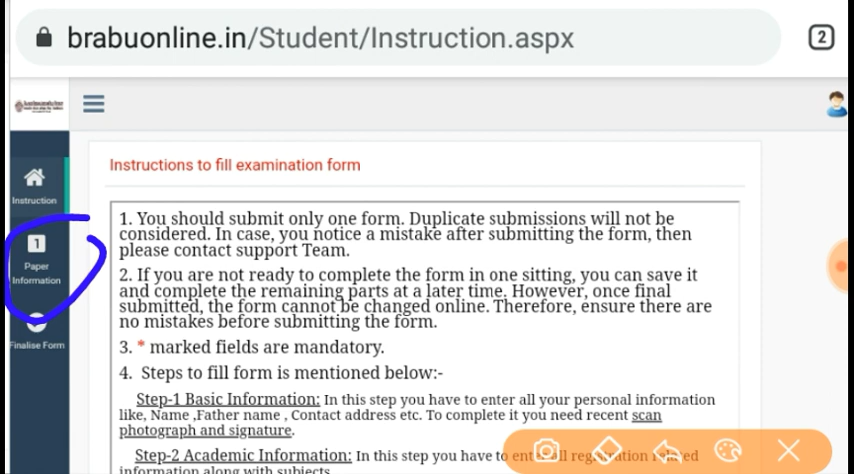 brabuonline.in/Student/Instruction.aspx
2
Instructions to fill examination form
Instruction
1
Paper
Information
Finalise Form
1. You should submit only one form. Duplicate submissions will not be
considered. In case, you notice a mistake after submitting the form, then
please contact support Team.
2. If you are not ready to complete the form in one sitting, you can save it
and complete the remaining parts at a later time. However, once final
submitted, the form cannot be changed online. Therefore, ensure there are
no mistakes before submitting the form.
3. * marked fields are mandatory.
4. Steps to fill form is mentioned below:-
Step-1 Basic Information: In this step you have to enter all your personal information
like, Name ,Father name , Contact address etc. To complete it you need recent scan
photograph and signature.
Step-2 Academic Information: In this step you have to
information along with subjects